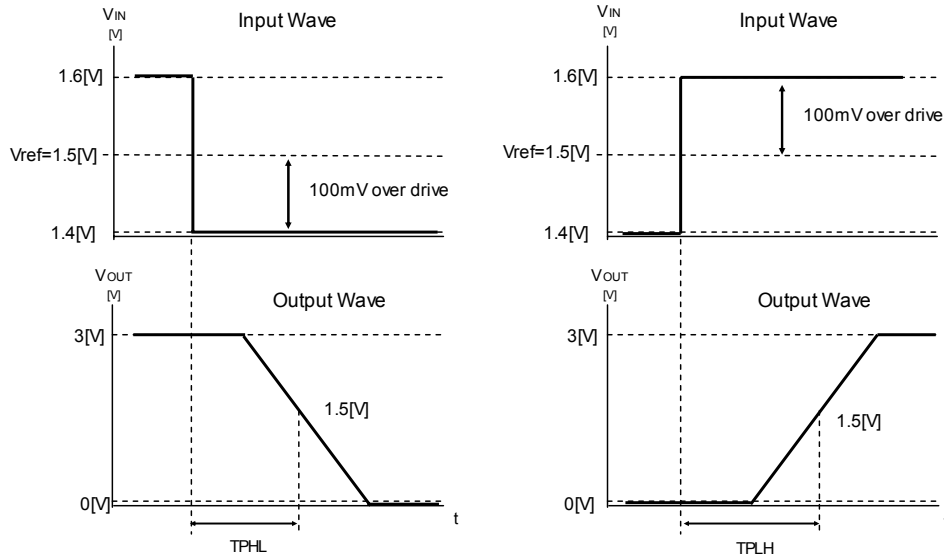 VIN
[V]
Input Wave
1.6[V]
Vref=1.5[V]
100mV over drive
1.4[V]
VOUT
[V]
Output Wave
3[V]
1.5[V]
0[V]
t
TPHL
VIN
[V]
Input Wave
1.6[V]
100mV over drive
Vref=1.5[V]
1.4[V]
VOUT
[V]
Output Wave
3[V]
1.5[V]
0[V]
TPLH